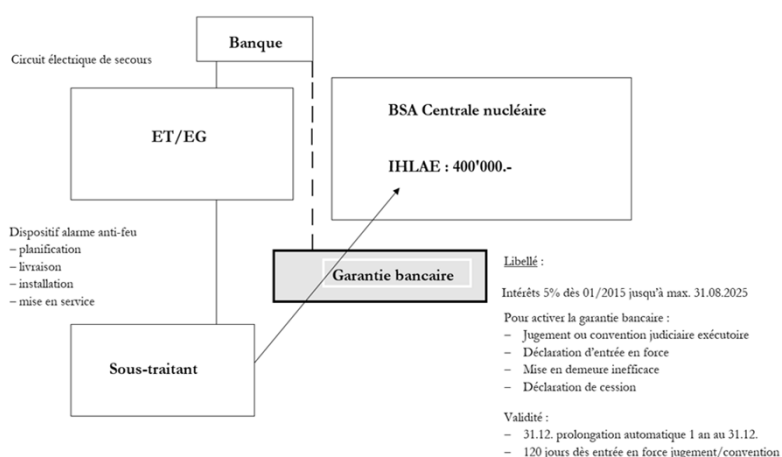 Banque
Circuit électrique de secours
BSA Centrale nucléaire
ET/EG
IHLAE : 400'000.-
Dispositif alarme anti-feu
– planification
– livraison
– installation
– mise en service
Garantie bancaire
Libellé :
Intérêts 5% dès 01/2015 jusqu'à max. 31.08.2025
Pour activer la garantie bancaire :
– Jugement ou convention judiciaire exécutoire
– Déclaration d'entrée en force
– Mise en demeure inefficace
– Déclaration de cession
Sous-traitant
Validité :
– 31.12. prolongation automatique 1 an au 31.12.
– 120 jours dès entrée en force jugement/convention